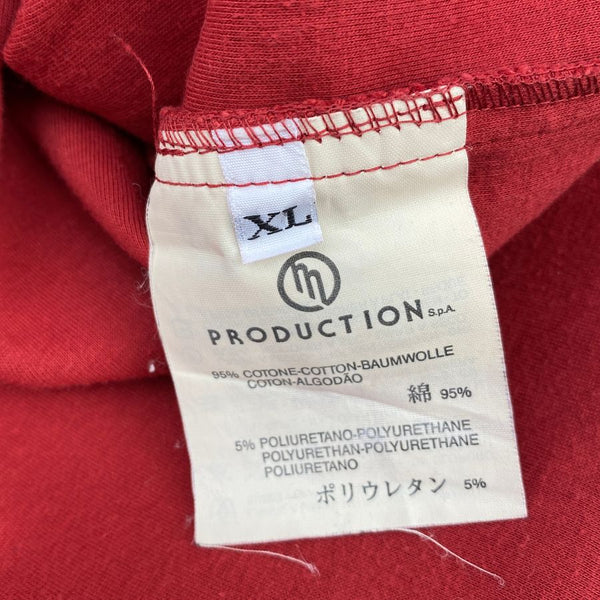 XL
m
PRODUCTION S.p.A.
95% COTONE-COTTON-BAUMWOLLE
COTON-ALGODÃO
綿 95%
5% POLIURETANO-POLYURETHANE
POLYURETHAN-POLYURETHANE
POLIURETANO
ポリウレタン 5%